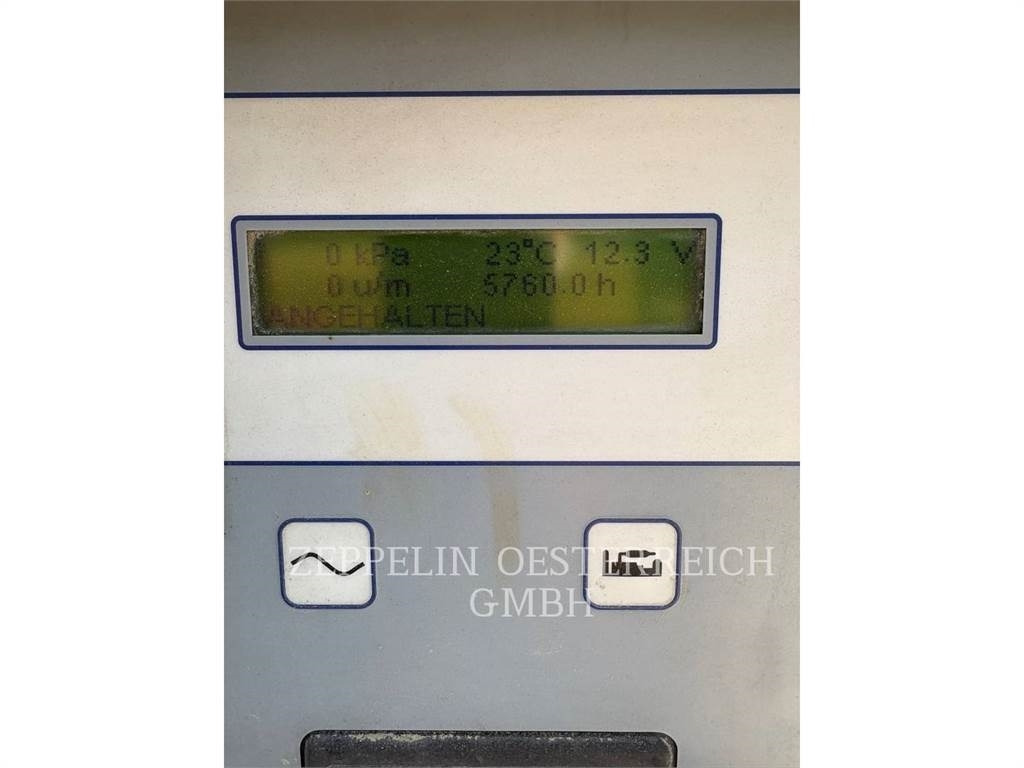 0 kPa 23°C 12.3 V
0 u/m 5760.0 h
ANGEHALTEN
ZEPPELIN OESTERREICH
GMBH